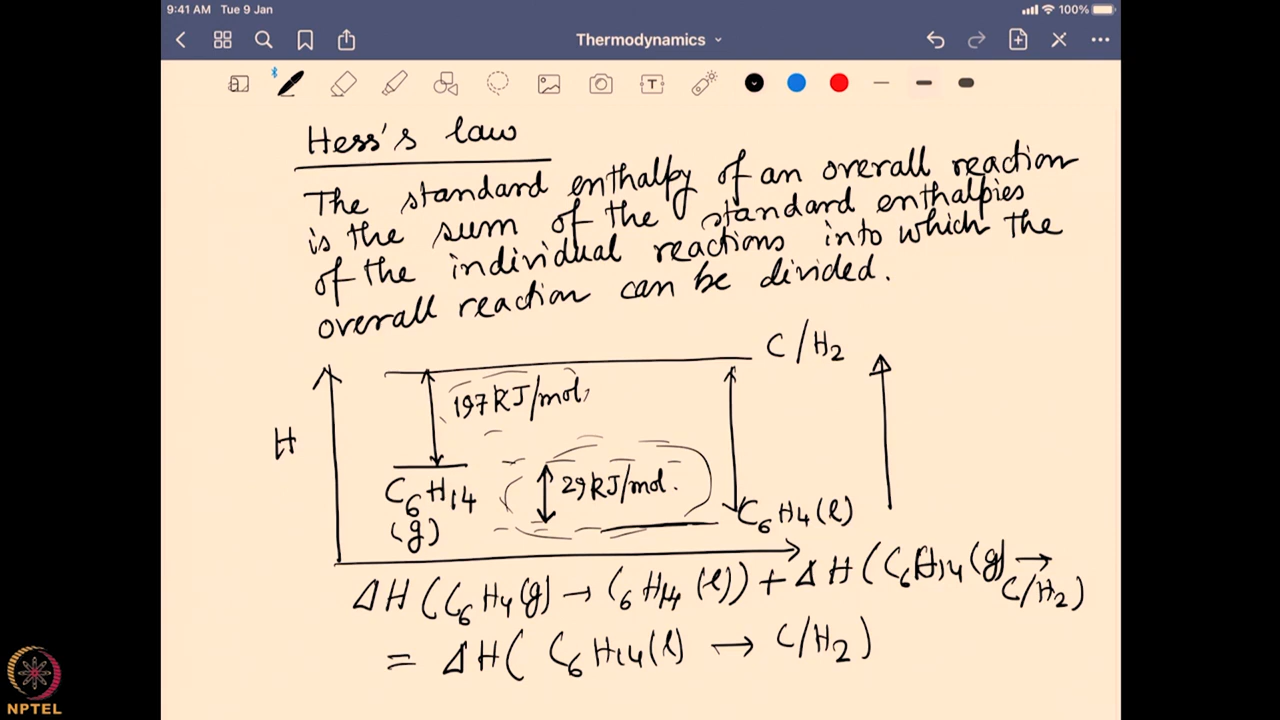 9:41 AM Tue 9 Jan
100%
Thermodynamics
T
Hess's law
The standard enthalpy of an overall reaction
is the sum of the standard enthalpies
of the individual reactions into which the
overall reaction can be divided.
C/H2
197 KJ/mol,
H
C6H14
(g)
29 KJ/mol.
C6H4(l)
ΔH(C6H4(g) → C6H14(l)) + ΔH(C6H14(g) →
C/H2)
= ΔH(C6H14(l) → C/H2)
NPTEL